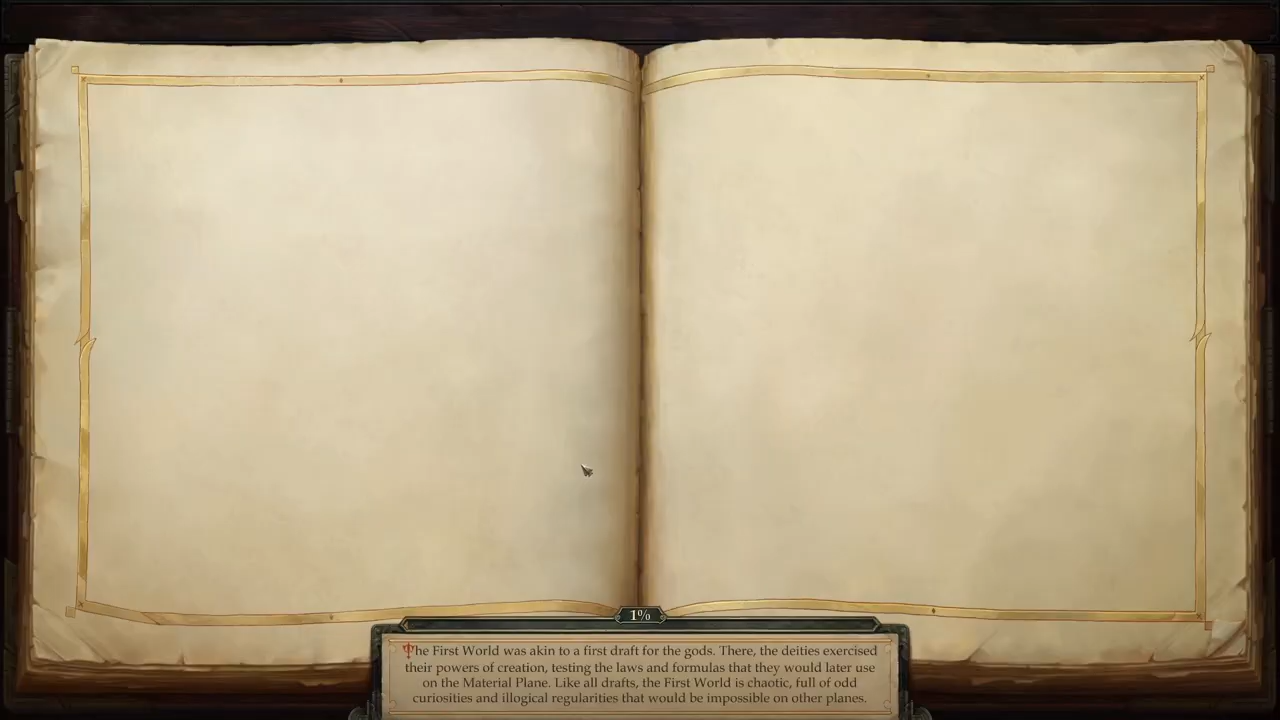 1%
The First World was akin to a first draft for the gods. There, the deities exercised
their powers of creation, testing the laws and formulas that they would later use
on the Material Plane. Like all drafts, the First World is chaotic, full of odd
curiosities and illogical regularities that would be impossible on other planes.